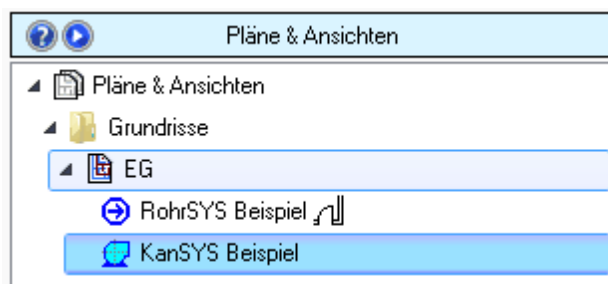 Pläne & Ansichten
Pläne & Ansichten
Grundrisse
EG
RohrSYS Beispiel
KanSYS Beispiel